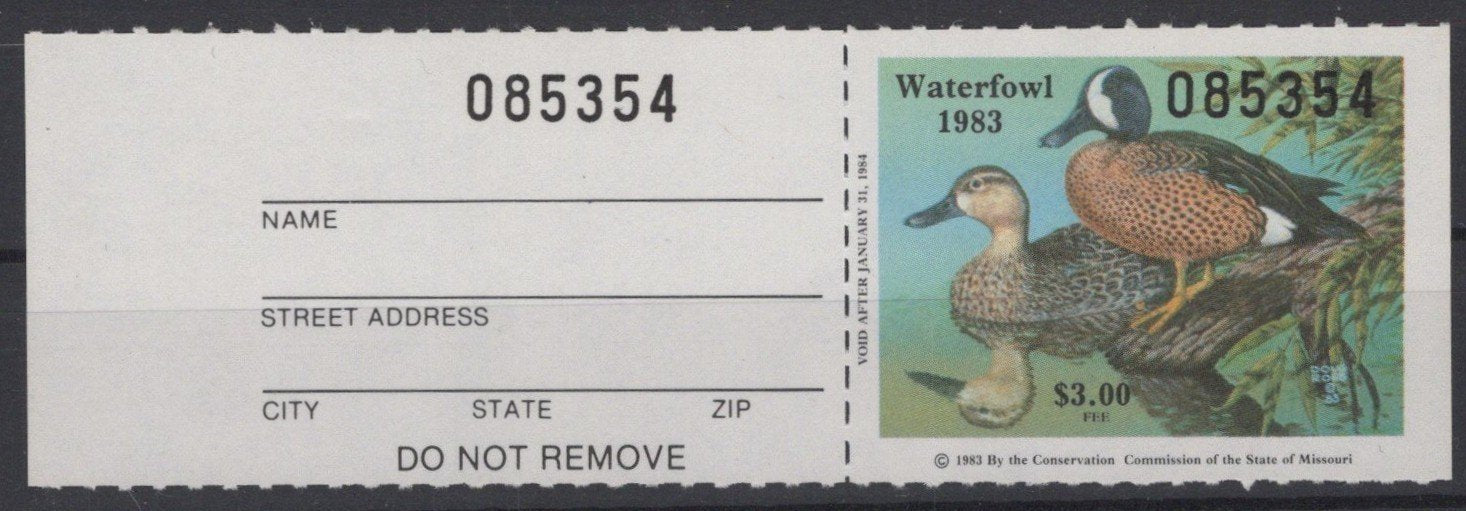 085354
NAME
STREET ADDRESS
CITY STATE ZIP
DO NOT REMOVE
VOID AFTER JANUARY 31, 1984
Waterfowl
1983
085354
$3.00
FEE
© 1983 By the Conservation Commission of the State of Missouri